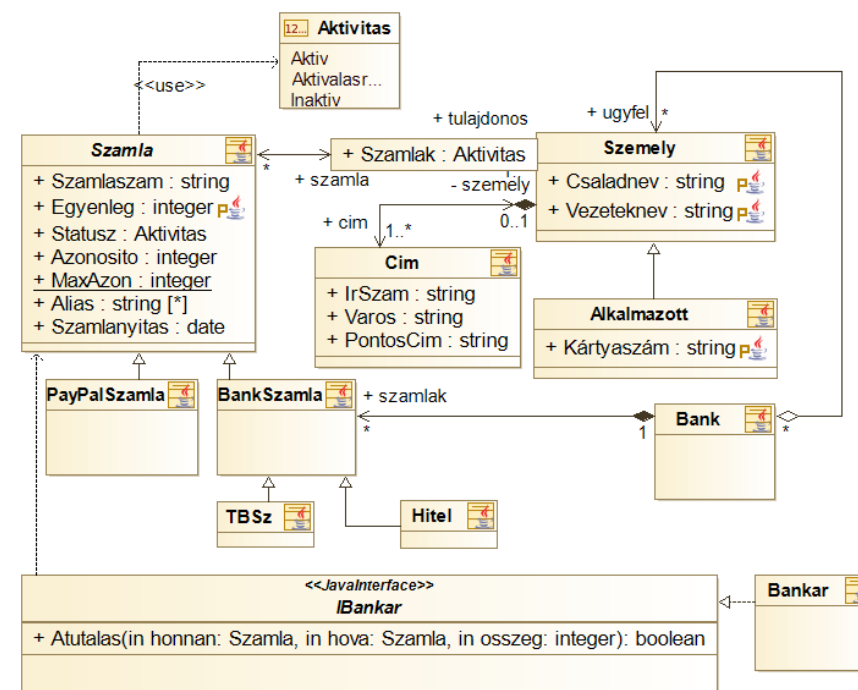 12... Aktivitas
Aktiv
Aktivalasr...
Inaktiv
<<use>>
Szamla
+ Szamlaszam : string
+ Egyenleg : integer
+ Statusz : Aktivitas
+ Azonosito : integer
+ MaxAzon : integer
+ Alias : string [*]
+ Szamlanyitas : date
*
+ szamla
+ Szamlak : Aktivitas
+ tulajdonos
+ ugyfel *
- személy
0..1
+ cim
1..*
Szemely
+ Csaladnev : string
+ Vezeteknev : string
Cim
+ IrSzam : string
+ Varos : string
+ PontosCim : string
Alkalmazott
+ Kártyaszám : string
PayPalSzamla
BankSzamla
+ szamlak
*
1
Bank
*
TBSz
Hitel
<<JavaInterface>>
IBankar
+ Atutalas(in honnan: Szamla, in hova: Szamla, in osszeg: integer): boolean
Bankar